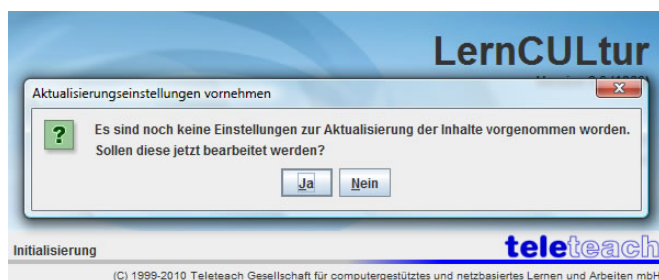 LernCULtur
Aktualisierungseinstellungen vornehmen
Es sind noch keine Einstellungen zur Aktualisierung der Inhalte vorgenommen worden.
Sollen diese jetzt bearbeitet werden?
Ja Nein
Initialisierung
teleteach
(C) 1999-2010 Teleteach Gesellschaft für computergestütztes und netzbasiertes Lernen und Arbeiten mbH